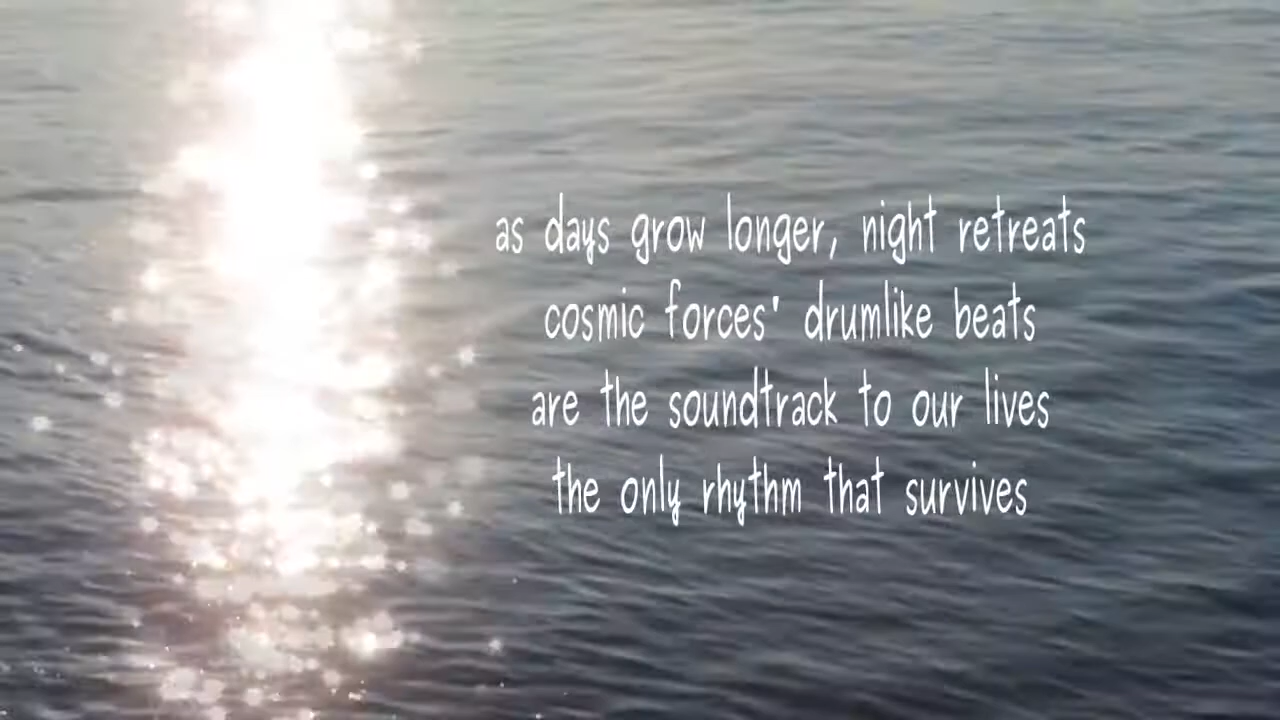 as days grow longer, night retreats
cosmic forces' drumlike beats
are the soundtrack to our lives
the only rhythm that survives